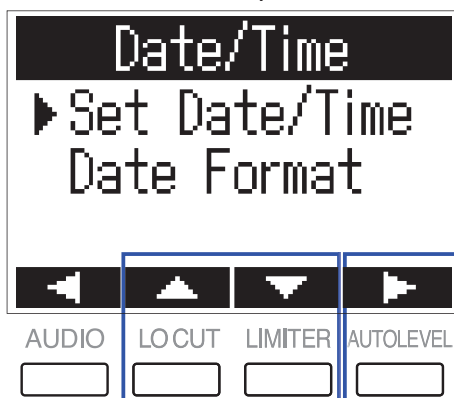 Date/Time
Set Date/Time
Date Format
AUDIO LO CUT LIMITER AUTOLEVEL